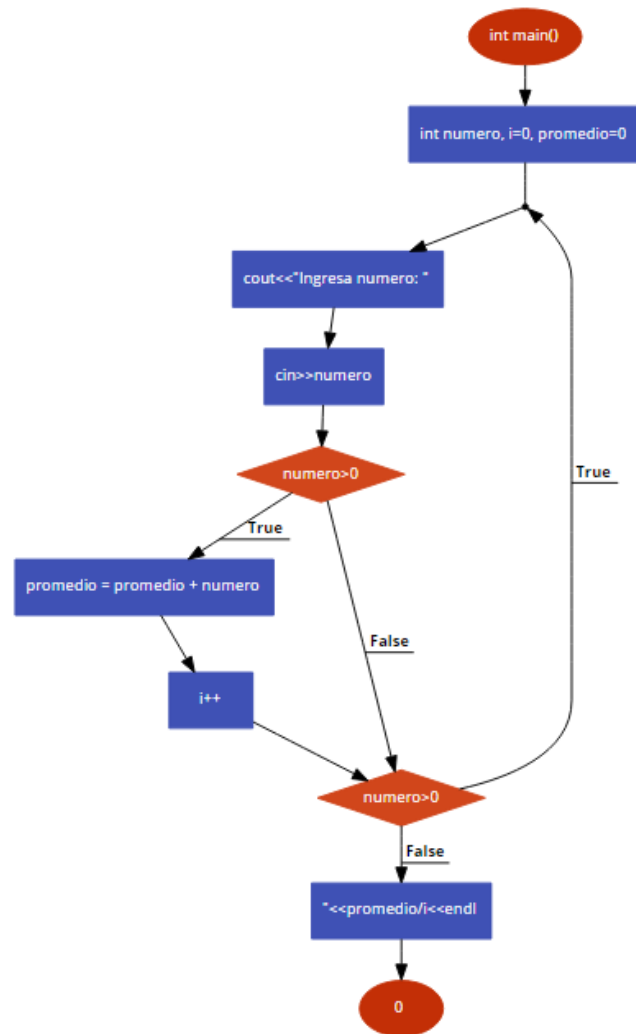 int main()
int numero, i=0, promedio=0
cout<<"Ingresa numero: "
cin>>numero
numero>0
True
True
promedio = promedio + numero
False
i++
numero>0
False
"<<promedio/i<<endl
0